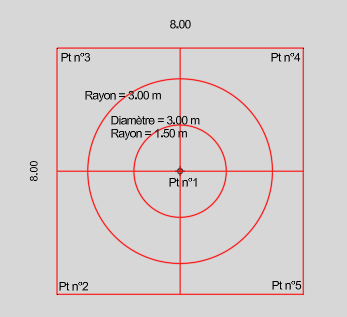 8.00
Pt n°3
Pt n°4
Rayon = 3.00 m
Diamètre = 3.00 m
Rayon = 1.50 m
8.00
Pt n°1
Pt n°2
Pt n°5